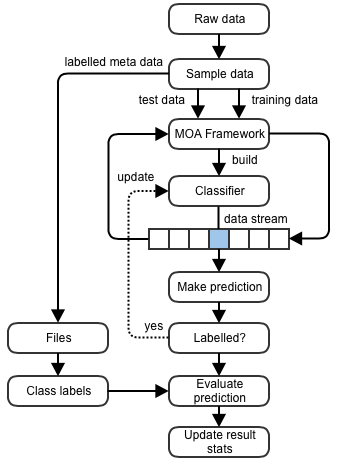 Raw data
labelled meta data
Sample data
test data
training data
MOA Framework
build
update
Classifier
data stream
Make prediction
yes
Files
Labelled?
Class labels
Evaluate
prediction
Update result
stats